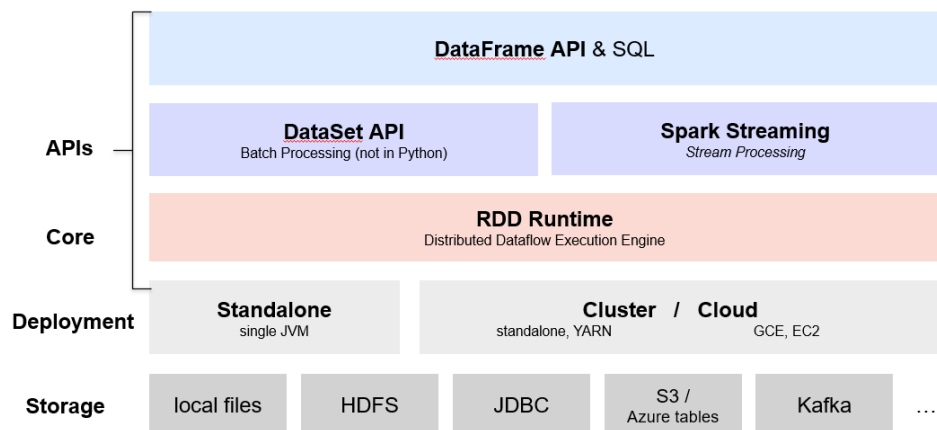 DataFrame API & SQL
APIs
DataSet API
Batch Processing (not in Python)
Spark Streaming
Stream Processing
Core
RDD Runtime
Distributed Dataflow Execution Engine
Deployment
Standalone
single JVM
Cluster / Cloud
standalone, YARN
GCE, EC2
Storage
local files
HDFS
JDBC
S3 /
Azure tables
Kafka
...